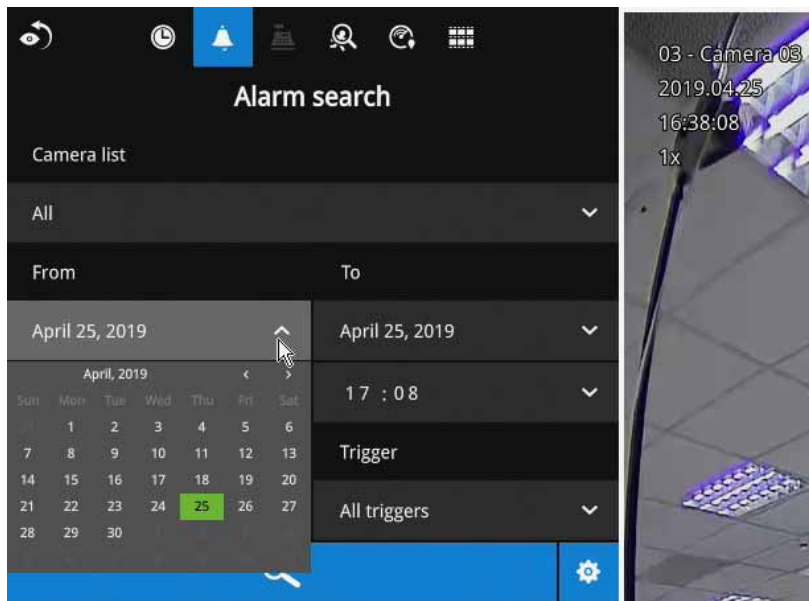 Alarm search
Camera list
All
From To
April 25, 2019 April 25, 2019
April, 2019 ‹ ›
17 : 08
Sun Mon Tue Wed Thu Fri Sat
31 1 2 3 4 5 6
7 8 9 10 11 12 13
Trigger
14 15 16 17 18 19 20
21 22 23 24 25 26 27
All triggers
28 29 30
03 - Camera 03
2019.04.25
16:38:08
1x